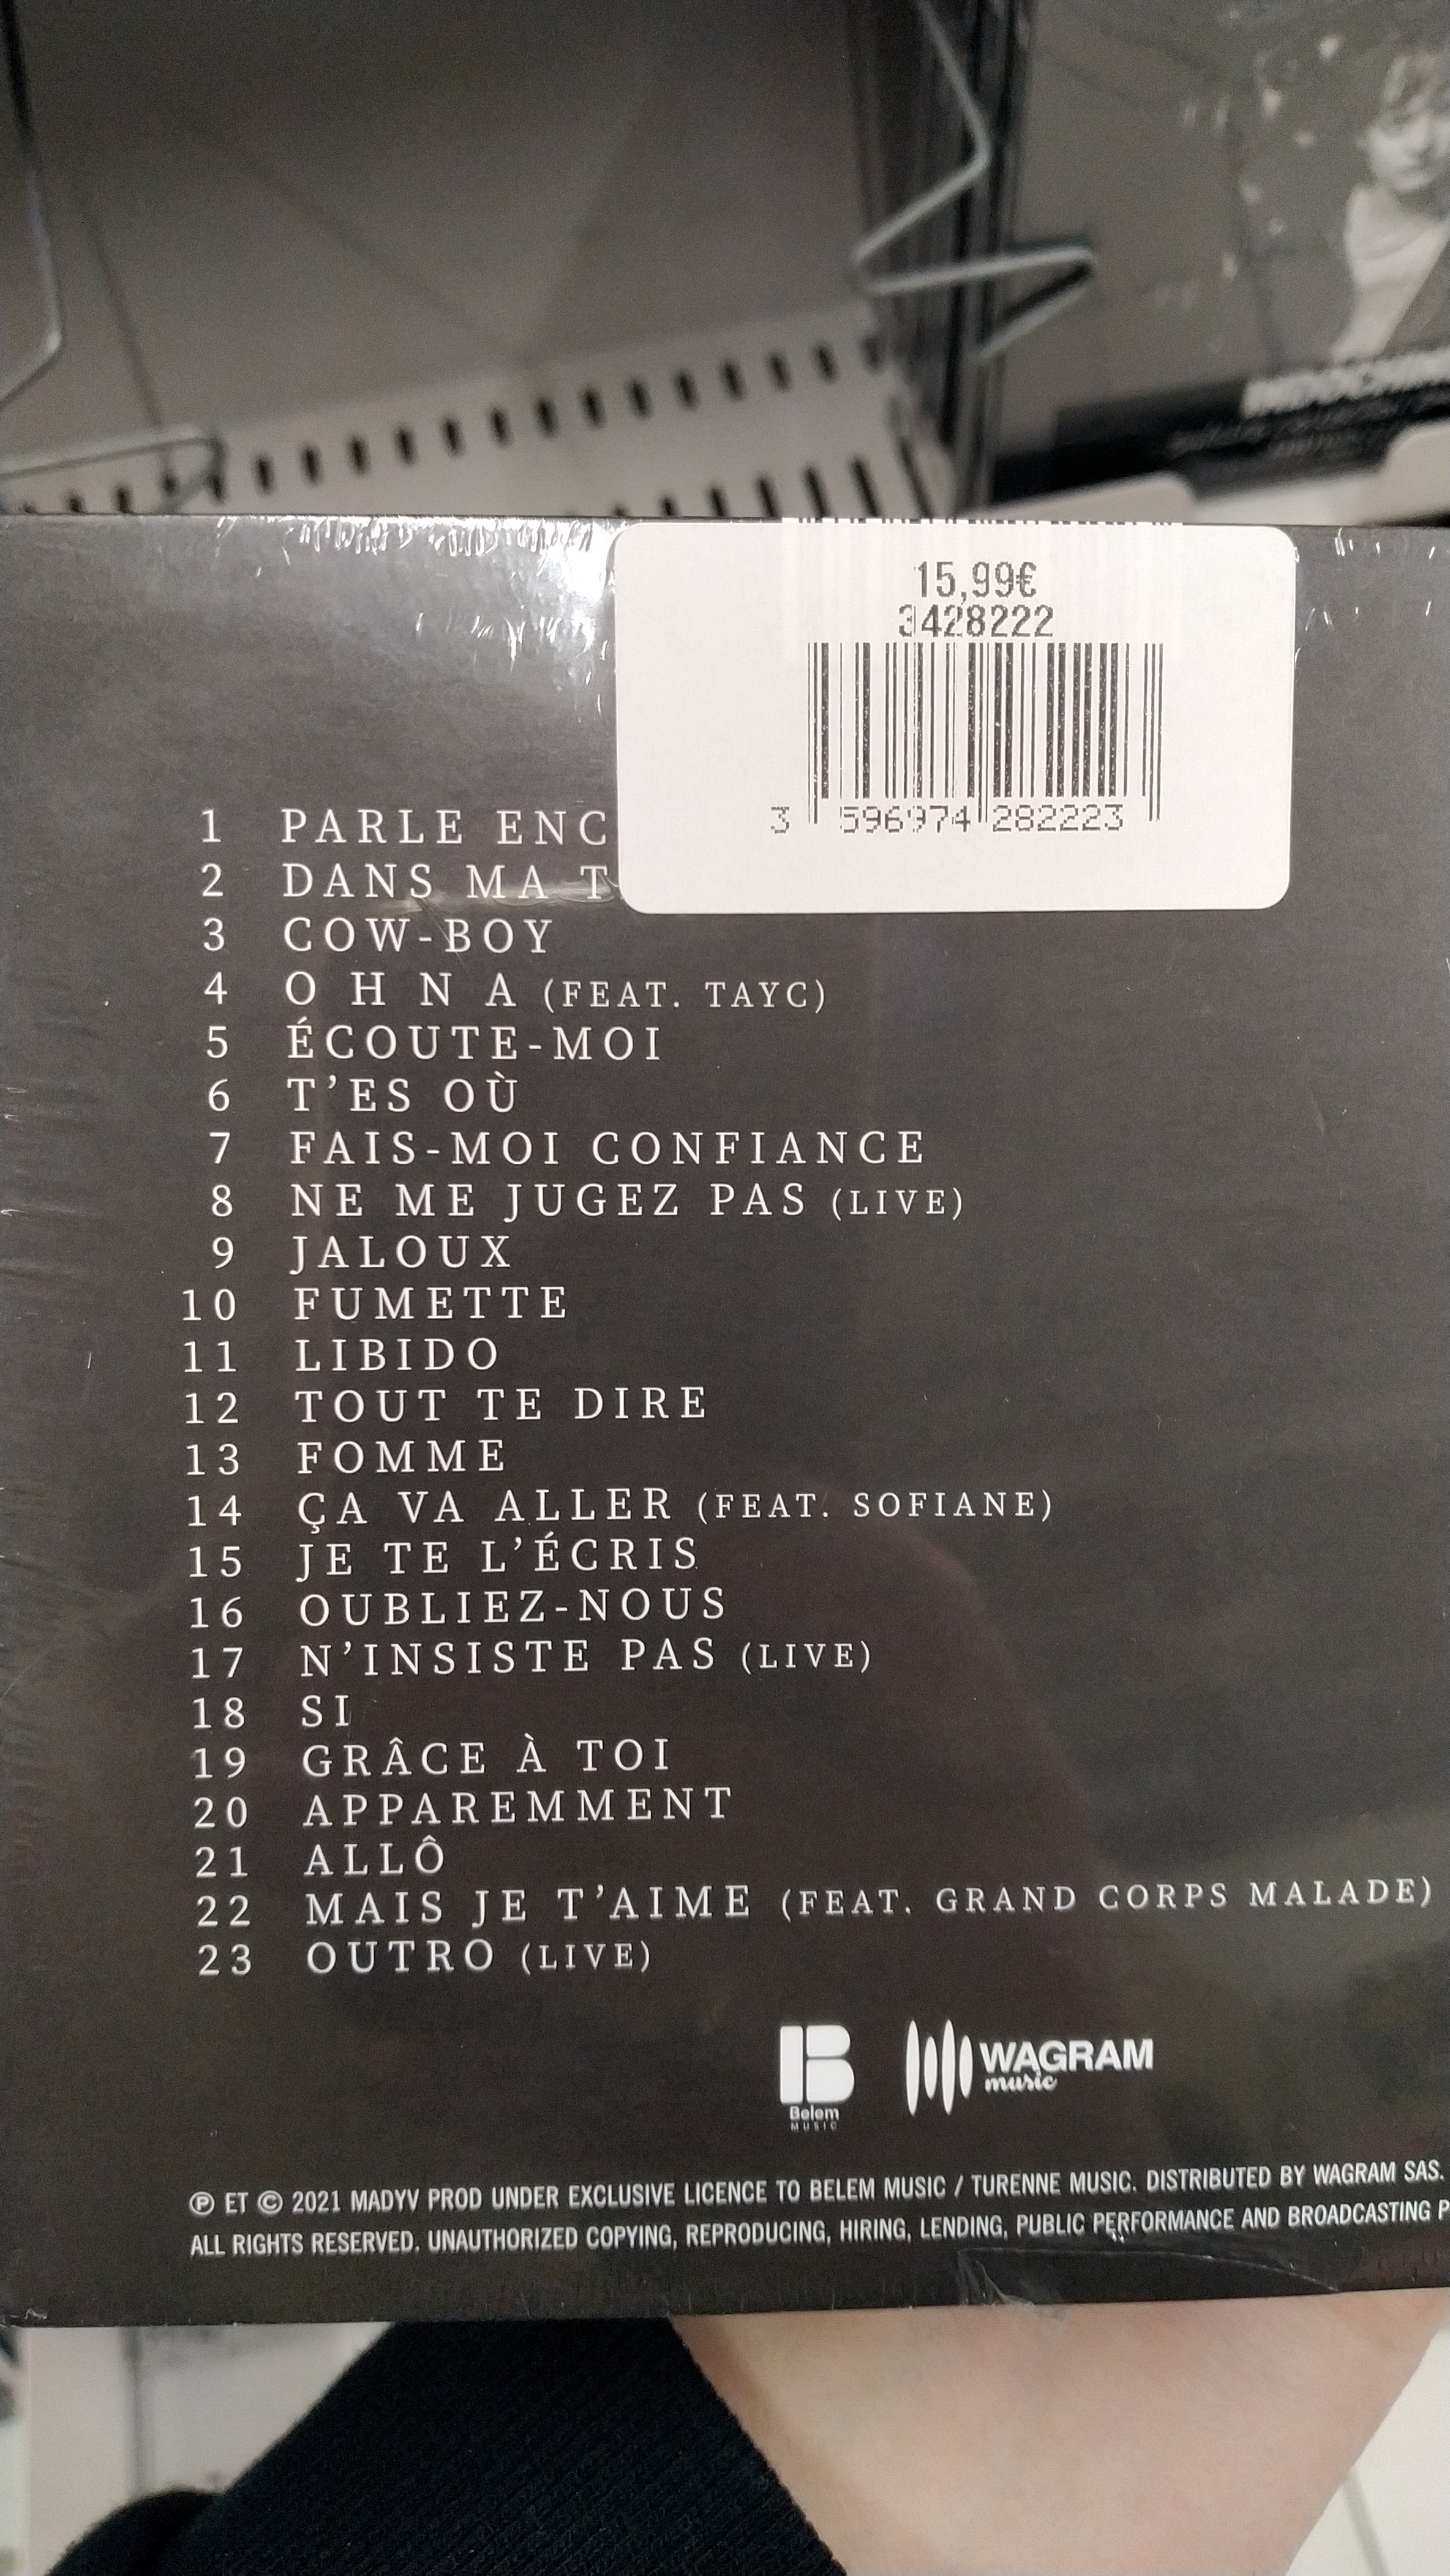 INDOCHINE
15,99€
3428222
3 596974 282223
1 PARLE ENC
2 DANS MA T
3 COW-BOY
4 O H N A (FEAT. TAYC)
5 ÉCOUTE-MOI
6 T’ES OÙ
7 FAIS-MOI CONFIANCE
8 NE ME JUGEZ PAS (LIVE)
9 JALOUX
10 FUMETTE
11 LIBIDO
12 TOUT TE DIRE
13 FOMME
14 ÇA VA ALLER (FEAT. SOFIANE)
15 JE TE L’ÉCRIS
16 OUBLIEZ-NOUS
17 N’INSISTE PAS (LIVE)
18 SI
19 GRÂCE À TOI
20 APPAREMMENT
21 ALLÔ
22 MAIS JE T’AIME (FEAT. GRAND CORPS MALADE)
23 OUTRO (LIVE)
B
Belem
MUSIC
WAGRAM
music
℗ ET © 2021 MADYV PROD UNDER EXCLUSIVE LICENCE TO BELEM MUSIC / TURENNE MUSIC. DISTRIBUTED BY WAGRAM SAS.
ALL RIGHTS RESERVED. UNAUTHORIZED COPYING, REPRODUCING, HIRING, LENDING, PUBLIC PERFORMANCE AND BROADCASTING P